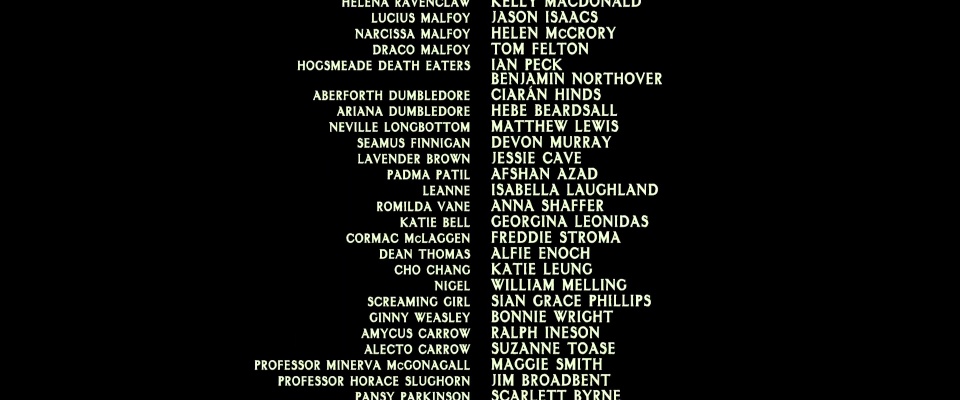 HELENA RAVENCLAW KELLY MACDONALD
LUCIUS MALFOY JASON ISAACS
NARCISSA MALFOY HELEN McCRORY
DRACO MALFOY TOM FELTON
HOGSMEADE DEATH EATERS IAN PECK
BENJAMIN NORTHOVER
ABERFORTH DUMBLEDORE CIARÁN HINDS
ARIANA DUMBLEDORE HEBE BEARDSALL
NEVILLE LONGBOTTOM MATTHEW LEWIS
SEAMUS FINNIGAN DEVON MURRAY
LAVENDER BROWN JESSIE CAVE
PADMA PATIL AFSHAN AZAD
LEANNE ISABELLA LAUGHLAND
ROMILDA VANE ANNA SHAFFER
KATIE BELL GEORGINA LEONIDAS
CORMAC McLAGGEN FREDDIE STROMA
DEAN THOMAS ALFIE ENOCH
CHO CHANG KATIE LEUNG
NIGEL WILLIAM MELLING
SCREAMING GIRL SIAN GRACE PHILLIPS
GINNY WEASLEY BONNIE WRIGHT
AMYCUS CARROW RALPH INESON
ALECTO CARROW SUZANNE TOASE
PROFESSOR MINERVA McGONAGALL MAGGIE SMITH
PROFESSOR HORACE SLUGHORN JIM BROADBENT
PANSY PARKINSON SCARLETT BYRNE